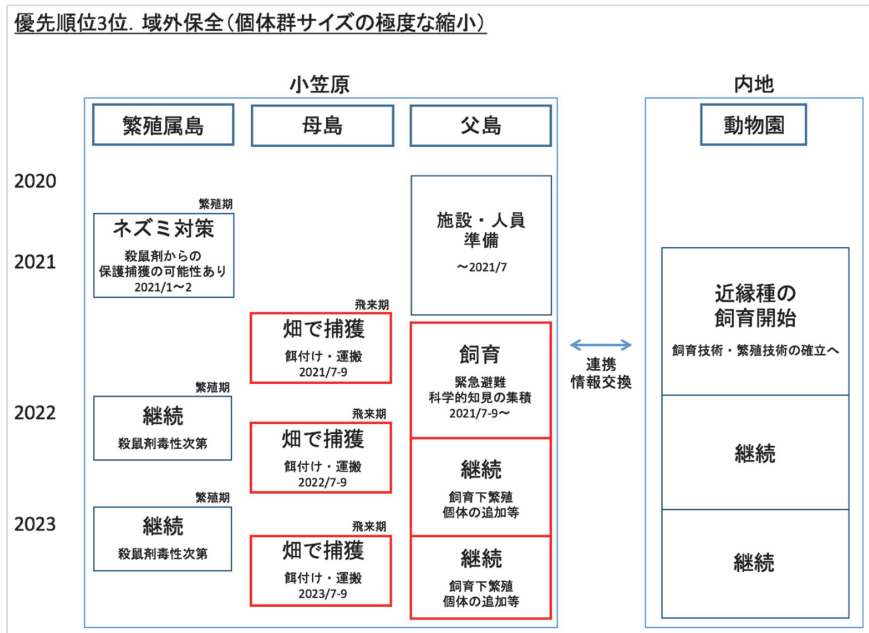 優先順位3位. 域外保全（個体群サイズの極度な縮小）
小笠原
内地
繁殖属島
母島
父島
動物園
2020
2021
2022
2023
繁殖期
ネズミ対策
殺鼠剤からの
保護捕獲の可能性あり
2021/1～2
繁殖期
継続
殺鼠剤毒性次第
繁殖期
継続
殺鼠剤毒性次第
飛来期
畑で捕獲
餌付け・運搬
2021/7-9
飛来期
畑で捕獲
餌付け・運搬
2022/7-9
飛来期
畑で捕獲
餌付け・運搬
2023/7-9
施設・人員
準備
～2021/7
飼育
緊急避難
科学的知見の集積
2021/7-9～
継続
飼育下繁殖
個体の追加等
継続
飼育下繁殖
個体の追加等
連携
情報交換
近縁種の
飼育開始
飼育技術・繁殖技術の確立へ
継続
継続